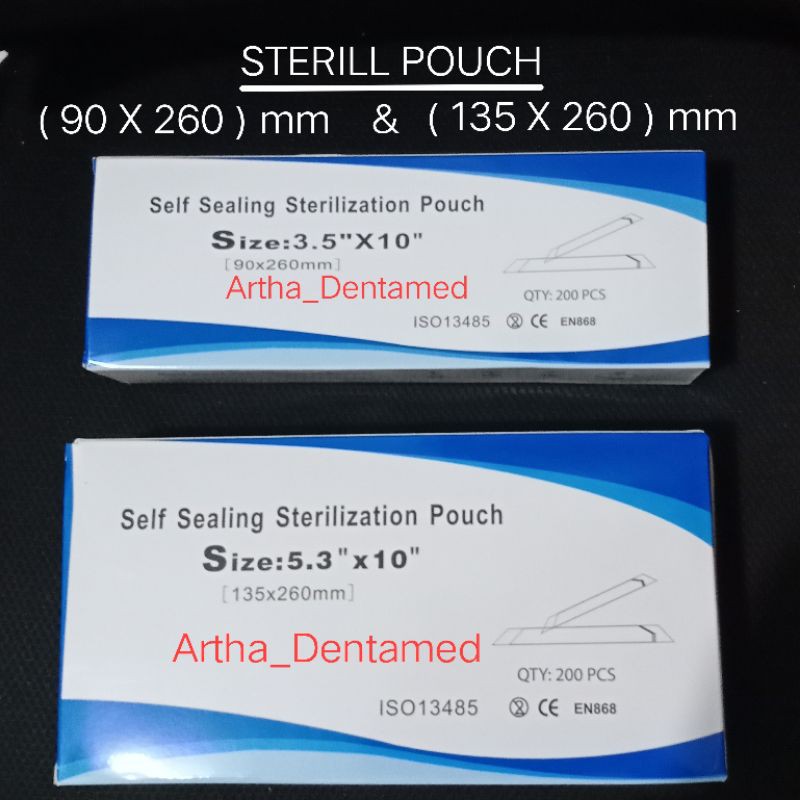 STERILL POUCH
( 90 X 260 ) mm & ( 135 X 260 ) mm
Self Sealing Sterilization Pouch
Size:3.5"X10"
[90x260mm]
Artha_Dentamed
QTY: 200 PCS
ISO13485 CE EN868
Self Sealing Sterilization Pouch
Size:5.3"x10"
[135x260mm]
Artha_Dentamed
QTY: 200 PCS
ISO13485 CE EN868